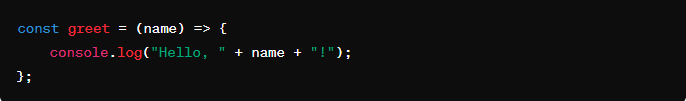 const greet = (name) => {
    console.log("Hello, " + name + "!");
};